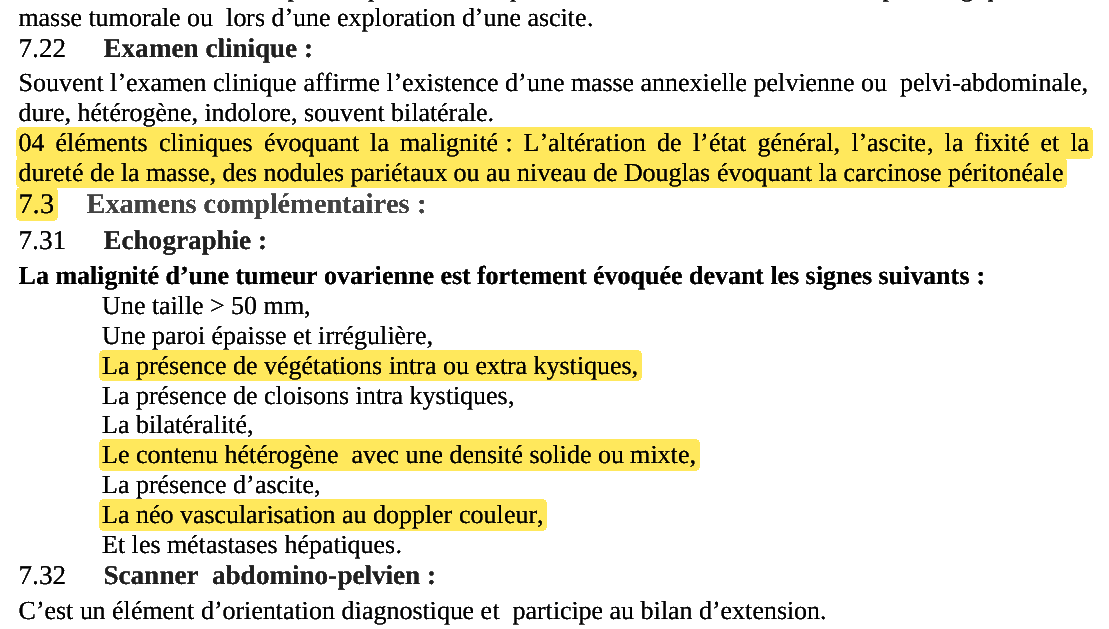 masse tumorale ou  lors d’une exploration d’une ascite.
7.22 Examen clinique :
Souvent l’examen clinique affirme l’existence d’une masse annexielle pelvienne ou  pelvi-abdominale,
dure, hétérogène, indolore, souvent bilatérale.
04 éléments cliniques évoquant la malignité : L’altération de l’état général, l’ascite, la fixité et la
dureté de la masse, des nodules pariétaux ou au niveau de Douglas évoquant la carcinose péritonéale
7.3 Examens complémentaires :
7.31 Echographie :
La malignité d’une tumeur ovarienne est fortement évoquée devant les signes suivants :
Une taille > 50 mm,
Une paroi épaisse et irrégulière,
La présence de végétations intra ou extra kystiques,
La présence de cloisons intra kystiques,
La bilatéralité,
Le contenu hétérogène  avec une densité solide ou mixte,
La présence d’ascite,
La néo vascularisation au doppler couleur,
Et les métastases hépatiques.
7.32 Scanner  abdomino-pelvien :
C’est un élément d’orientation diagnostique et  participe au bilan d’extension.